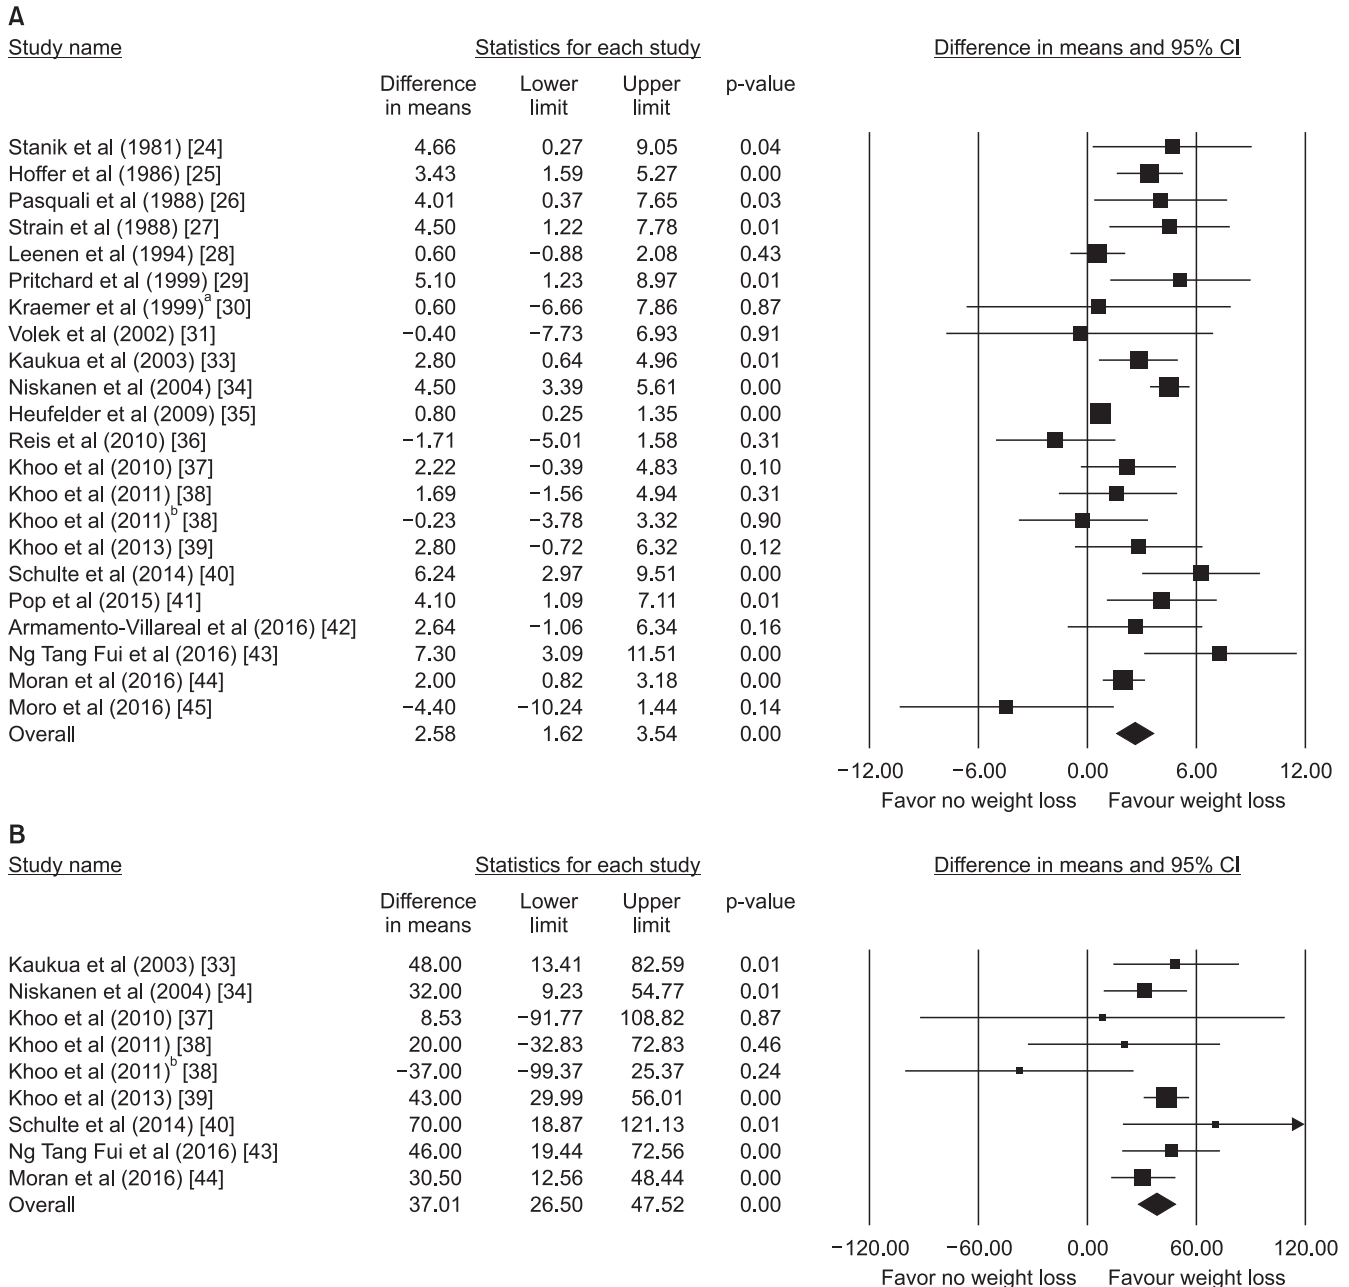 A
Study name Statistics for each study Difference in means and 95% CI
Difference in means Lower limit Upper limit p-value
Stanik et al (1981) [24] 4.66 0.27 9.05 0.04
Hoffer et al (1986) [25] 3.43 1.59 5.27 0.00
Pasquali et al (1988) [26] 4.01 0.37 7.65 0.03
Strain et al (1988) [27] 4.50 1.22 7.78 0.01
Leenen et al (1994) [28] 0.60 −0.88 2.08 0.43
Pritchard et al (1999) [29] 5.10 1.23 8.97 0.01
Kraemer et al (1999)a [30] 0.60 −6.66 7.86 0.87
Volek et al (2002) [31] −0.40 −7.73 6.93 0.91
Kaukua et al (2003) [33] 2.80 0.64 4.96 0.01
Niskanen et al (2004) [34] 4.50 3.39 5.61 0.00
Heufelder et al (2009) [35] 0.80 0.25 1.35 0.00
Reis et al (2010) [36] −1.71 −5.01 1.58 0.31
Khoo et al (2010) [37] 2.22 −0.39 4.83 0.10
Khoo et al (2011) [38] 1.69 −1.56 4.94 0.31
Khoo et al (2011)b [38] −0.23 −3.78 3.32 0.90
Khoo et al (2013) [39] 2.80 −0.72 6.32 0.12
Schulte et al (2014) [40] 6.24 2.97 9.51 0.00
Pop et al (2015) [41] 4.10 1.09 7.11 0.01
Armamento-Villareal et al (2016) [42] 2.64 −1.06 6.34 0.16
Ng Tang Fui et al (2016) [43] 7.30 3.09 11.51 0.00
Moran et al (2016) [44] 2.00 0.82 3.18 0.00
Moro et al (2016) [45] −4.40 −10.24 1.44 0.14
Overall 2.58 1.62 3.54 0.00
−12.00 −6.00 0.00 6.00 12.00
Favor no weight loss Favour weight loss
B
Study name Statistics for each study Difference in means and 95% CI
Difference in means Lower limit Upper limit p-value
Kaukua et al (2003) [33] 48.00 13.41 82.59 0.01
Niskanen et al (2004) [34] 32.00 9.23 54.77 0.01
Khoo et al (2010) [37] 8.53 −91.77 108.82 0.87
Khoo et al (2011) [38] 20.00 −32.83 72.83 0.46
Khoo et al (2011)b [38] −37.00 −99.37 25.37 0.24
Khoo et al (2013) [39] 43.00 29.99 56.01 0.00
Schulte et al (2014) [40] 70.00 18.87 121.13 0.01
Ng Tang Fui et al (2016) [43] 46.00 19.44 72.56 0.00
Moran et al (2016) [44] 30.50 12.56 48.44 0.00
Overall 37.01 26.50 47.52 0.00
−120.00 −60.00 0.00 60.00 120.00
Favor no weight loss Favour weight loss